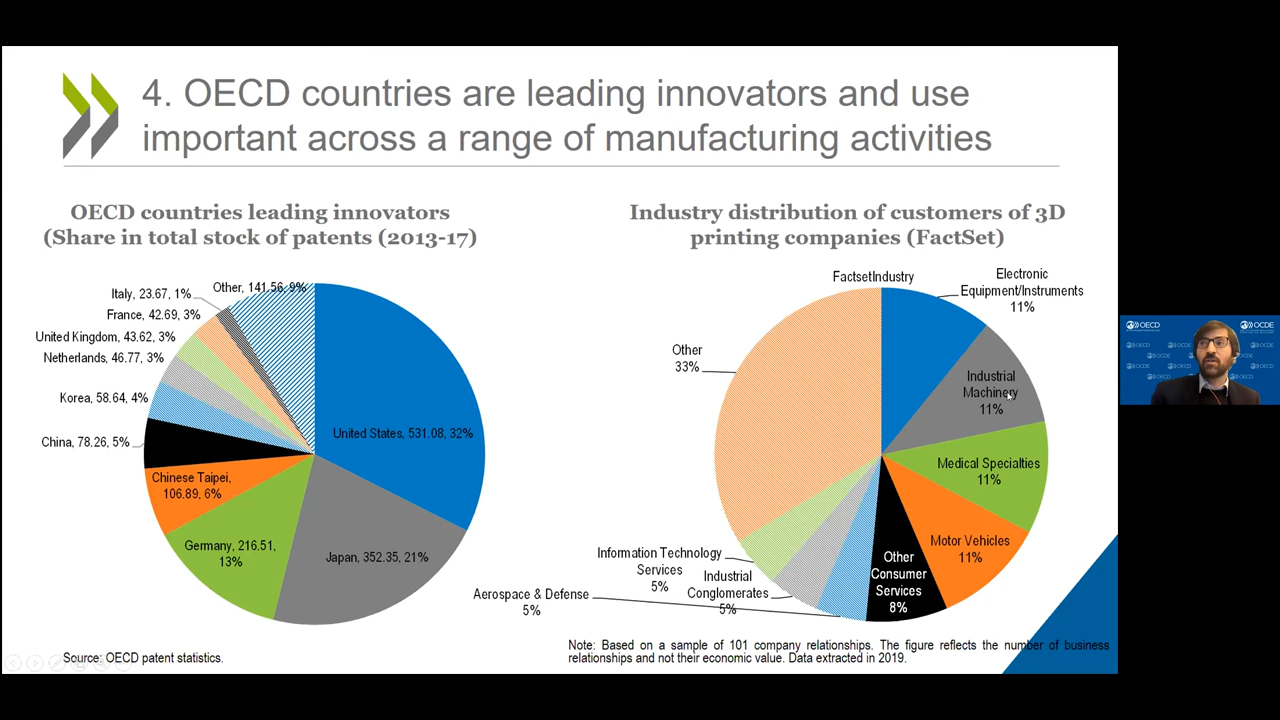 4. OECD countries are leading innovators and use
important across a range of manufacturing activities
OECD countries leading innovators
(Share in total stock of patents (2013-17)
Other, 141.56, 9%
Italy, 23.67, 1%
France, 42.69, 3%
United Kingdom, 43.62, 3%
Netherlands, 46.77, 3%
Korea, 58.64, 4%
China, 78.26, 5%
Chinese Taipei,
106.89, 6%
Germany, 216.51,
13%
Japan, 352.35, 21%
United States, 531.08, 32%
Source: OECD patent statistics.
Industry distribution of customers of 3D
printing companies (FactSet)
FactsetIndustry
Electronic
Equipment/Instruments
11%
Industrial
Machinery
11%
Medical Specialties
11%
Motor Vehicles
11%
Other
Consumer
Services
8%
Aerospace & Defense
5%
Industrial
Conglomerates
5%
Information Technology
Services
5%
Other
33%
Note: Based on a sample of 101 company relationships. The figure reflects the number of business
relationships and not their economic value. Data extracted in 2019.
OECD
OCDE